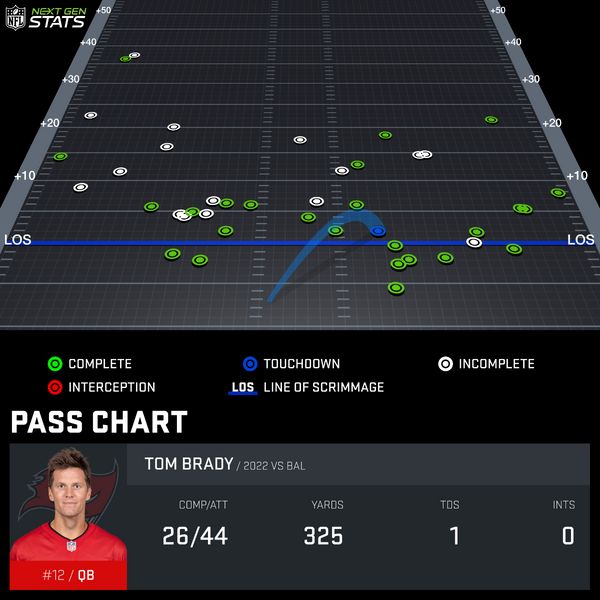 NFL NEXT GEN STATS
+50 +50
+40 +40
+30 +30
+20 +20
+10 +10
LOS LOS
COMPLETE TOUCHDOWN INCOMPLETE
INTERCEPTION LOS LINE OF SCRIMMAGE
PASS CHART
TOM BRADY / 2022 VS BAL
COMP/ATT YARDS TDS INTS
26/44 325 1 0
#12 / QB